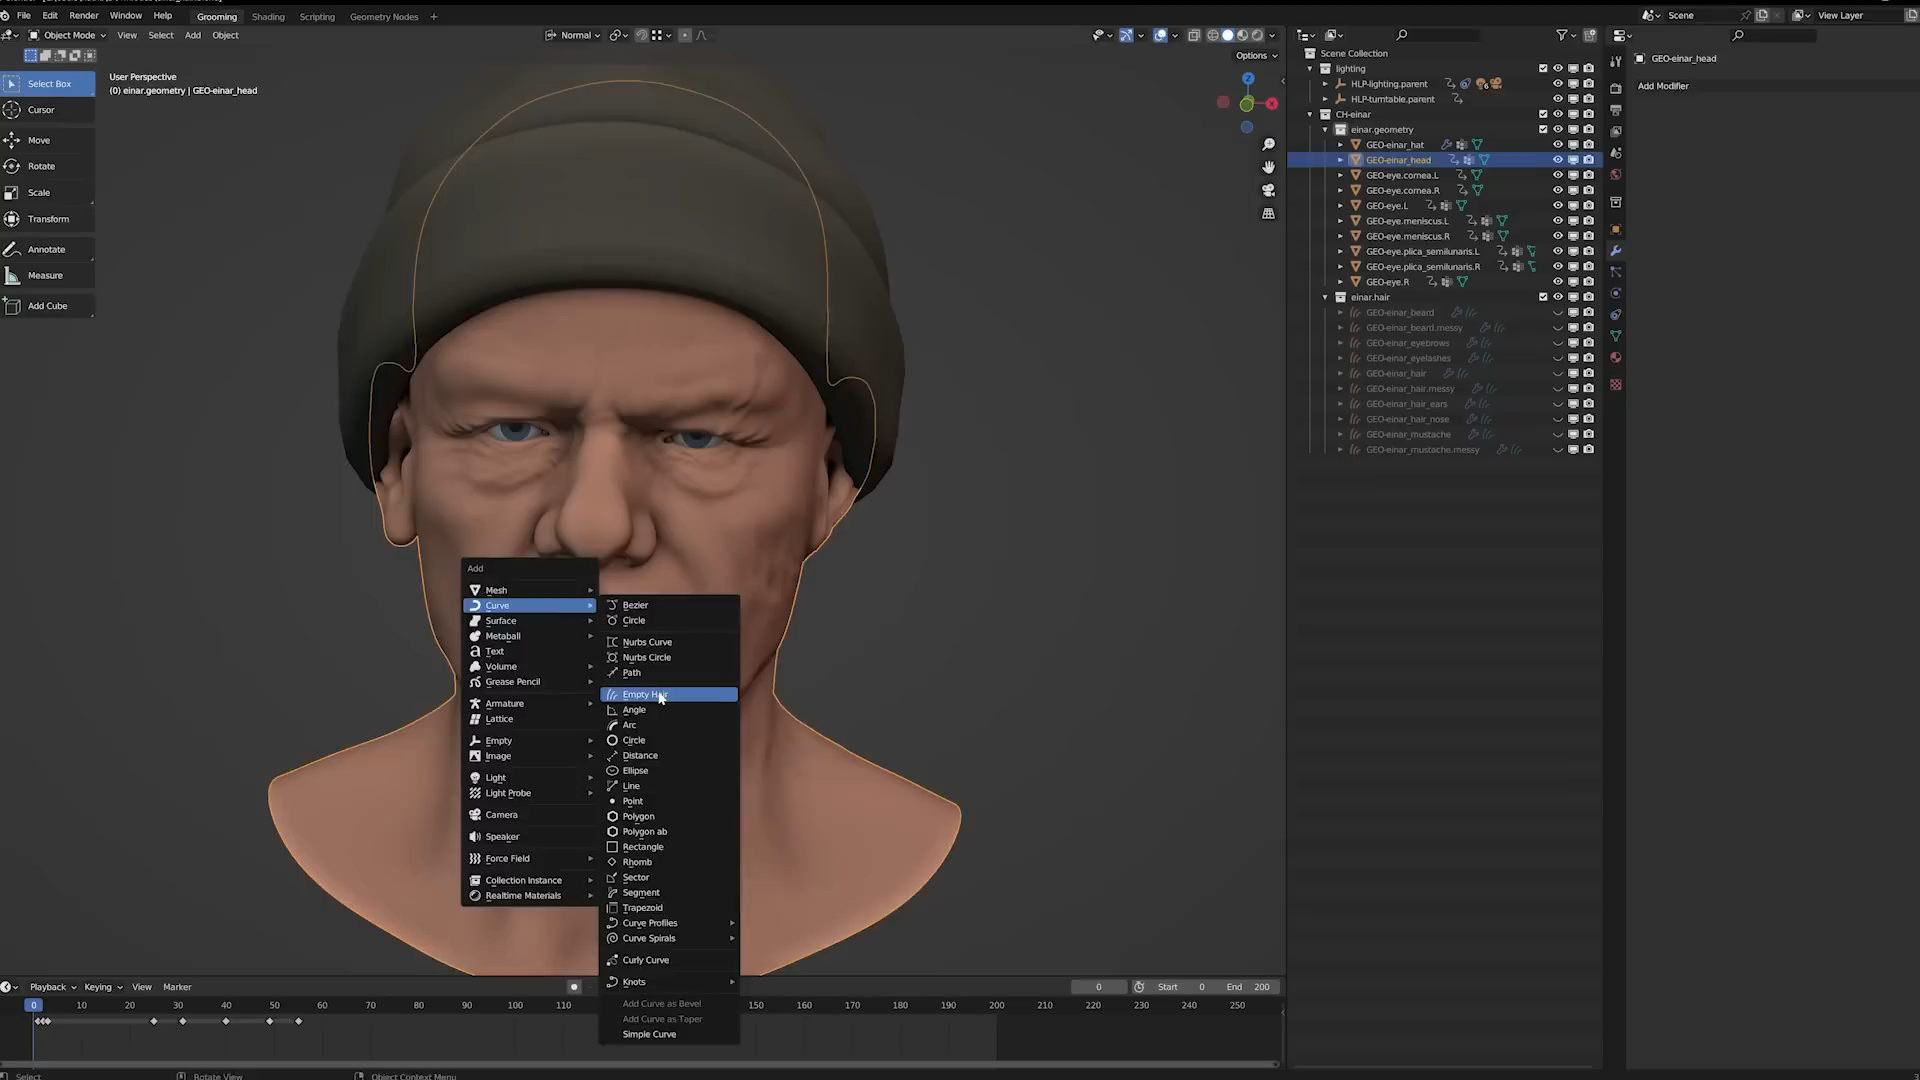 File Edit Render Window Help Grooming Shading Scripting Geometry Nodes + Scene View Layer
Object Mode View Select Add Object Normal
Options
Select Box
Cursor
Move
Rotate
Scale
Transform
Annotate
Measure
Add Cube
User Perspective
(0) einar.geometry | GEO-einar_head
Z
X
Add
Mesh
Curve
Surface
Metaball
Text
Volume
Grease Pencil
Armature
Lattice
Empty
Image
Light
Light Probe
Camera
Speaker
Force Field
Collection Instance
Realtime Materials
Bezier
Circle
Nurbs Curve
Nurbs Circle
Path
Empty Hair
Angle
Arc
Circle
Distance
Ellipse
Line
Point
Polygon
Polygon ab
Rectangle
Rhomb
Sector
Segment
Trapezoid
Curve Profiles
Curve Spirals
Curly Curve
Knots
Add Curve as Bevel
Add Curve as Taper
Simple Curve
Scene Collection
lighting
HLP-lighting.parent 6
HLP-turntable.parent
CH-einar
einar.geometry
GEO-einar_hat
GEO-einar_head
GEO-eye.cornea.L
GEO-eye.cornea.R
GEO-eye.L
GEO-eye.meniscus.L
GEO-eye.meniscus.R
GEO-eye.plica_semilunaris.L
GEO-eye.plica_semilunaris.R
GEO-eye.R
einar.hair
GEO-einar_beard
GEO-einar_beard.messy
GEO-einar_eyebrows
GEO-einar_eyelashes
GEO-einar_hair
GEO-einar_hair.messy
GEO-einar_hair_ears
GEO-einar_hair_nose
GEO-einar_mustache
GEO-einar_mustache.messy
GEO-einar_head
Add Modifier
Playback Keying View Marker 0 Start 0 End 200
0 10 20 30 40 50 60 70 80 90 100 110 150 160 170 180 190 200 210 220 230 240 250
Select Rotate View Object Context Menu